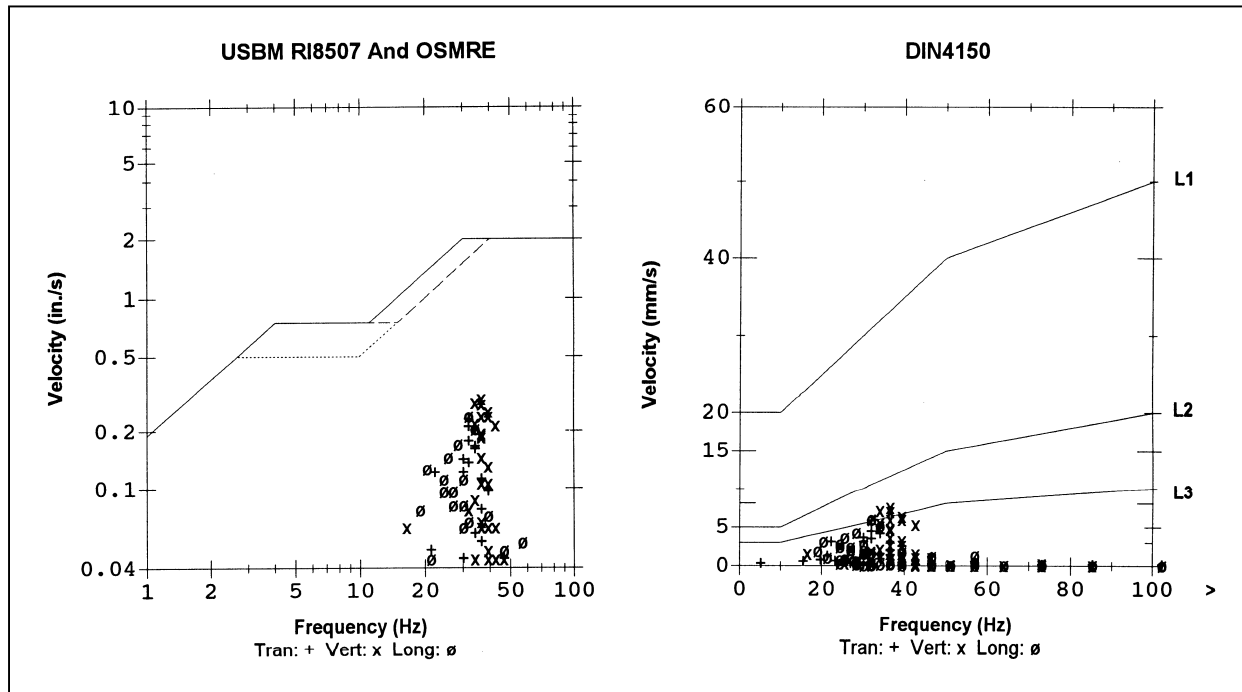 USBM RI8507 And OSMRE
Velocity (in./s)
10
5
2
1
0.5
0.2
0.1
0.04
1 2 5 10 20 50 100
Frequency (Hz)
Tran: + Vert: x Long: ø
DIN4150
Velocity (mm/s)
60
40
20
15
5
0
L1
L2
L3
0 20 40 60 80 100 >
Frequency (Hz)
Tran: + Vert: x Long: ø